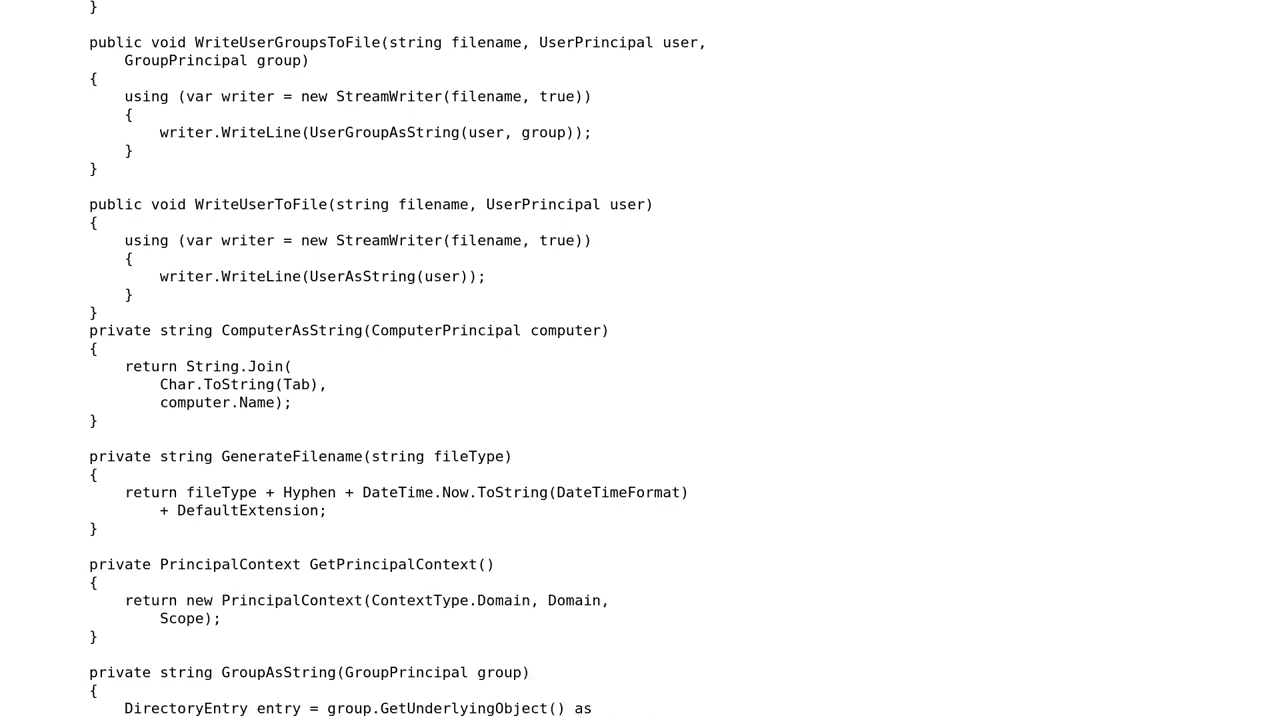 }
public void WriteUserGroupsToFile(string filename, UserPrincipal user,
GroupPrincipal group)
{
using (var writer = new StreamWriter(filename, true))
{
writer.WriteLine(UserGroupAsString(user, group));
}
}
public void WriteUserToFile(string filename, UserPrincipal user)
{
using (var writer = new StreamWriter(filename, true))
{
writer.WriteLine(UserAsString(user));
}
}
private string ComputerAsString(ComputerPrincipal computer)
{
return String.Join(
Char.ToString(Tab),
computer.Name);
}
private string GenerateFilename(string fileType)
{
return fileType + Hyphen + DateTime.Now.ToString(DateTimeFormat)
+ DefaultExtension;
}
private PrincipalContext GetPrincipalContext()
{
return new PrincipalContext(ContextType.Domain, Domain,
Scope);
}
private string GroupAsString(GroupPrincipal group)
{
DirectoryEntry entry = group.GetUnderlyingObject() as